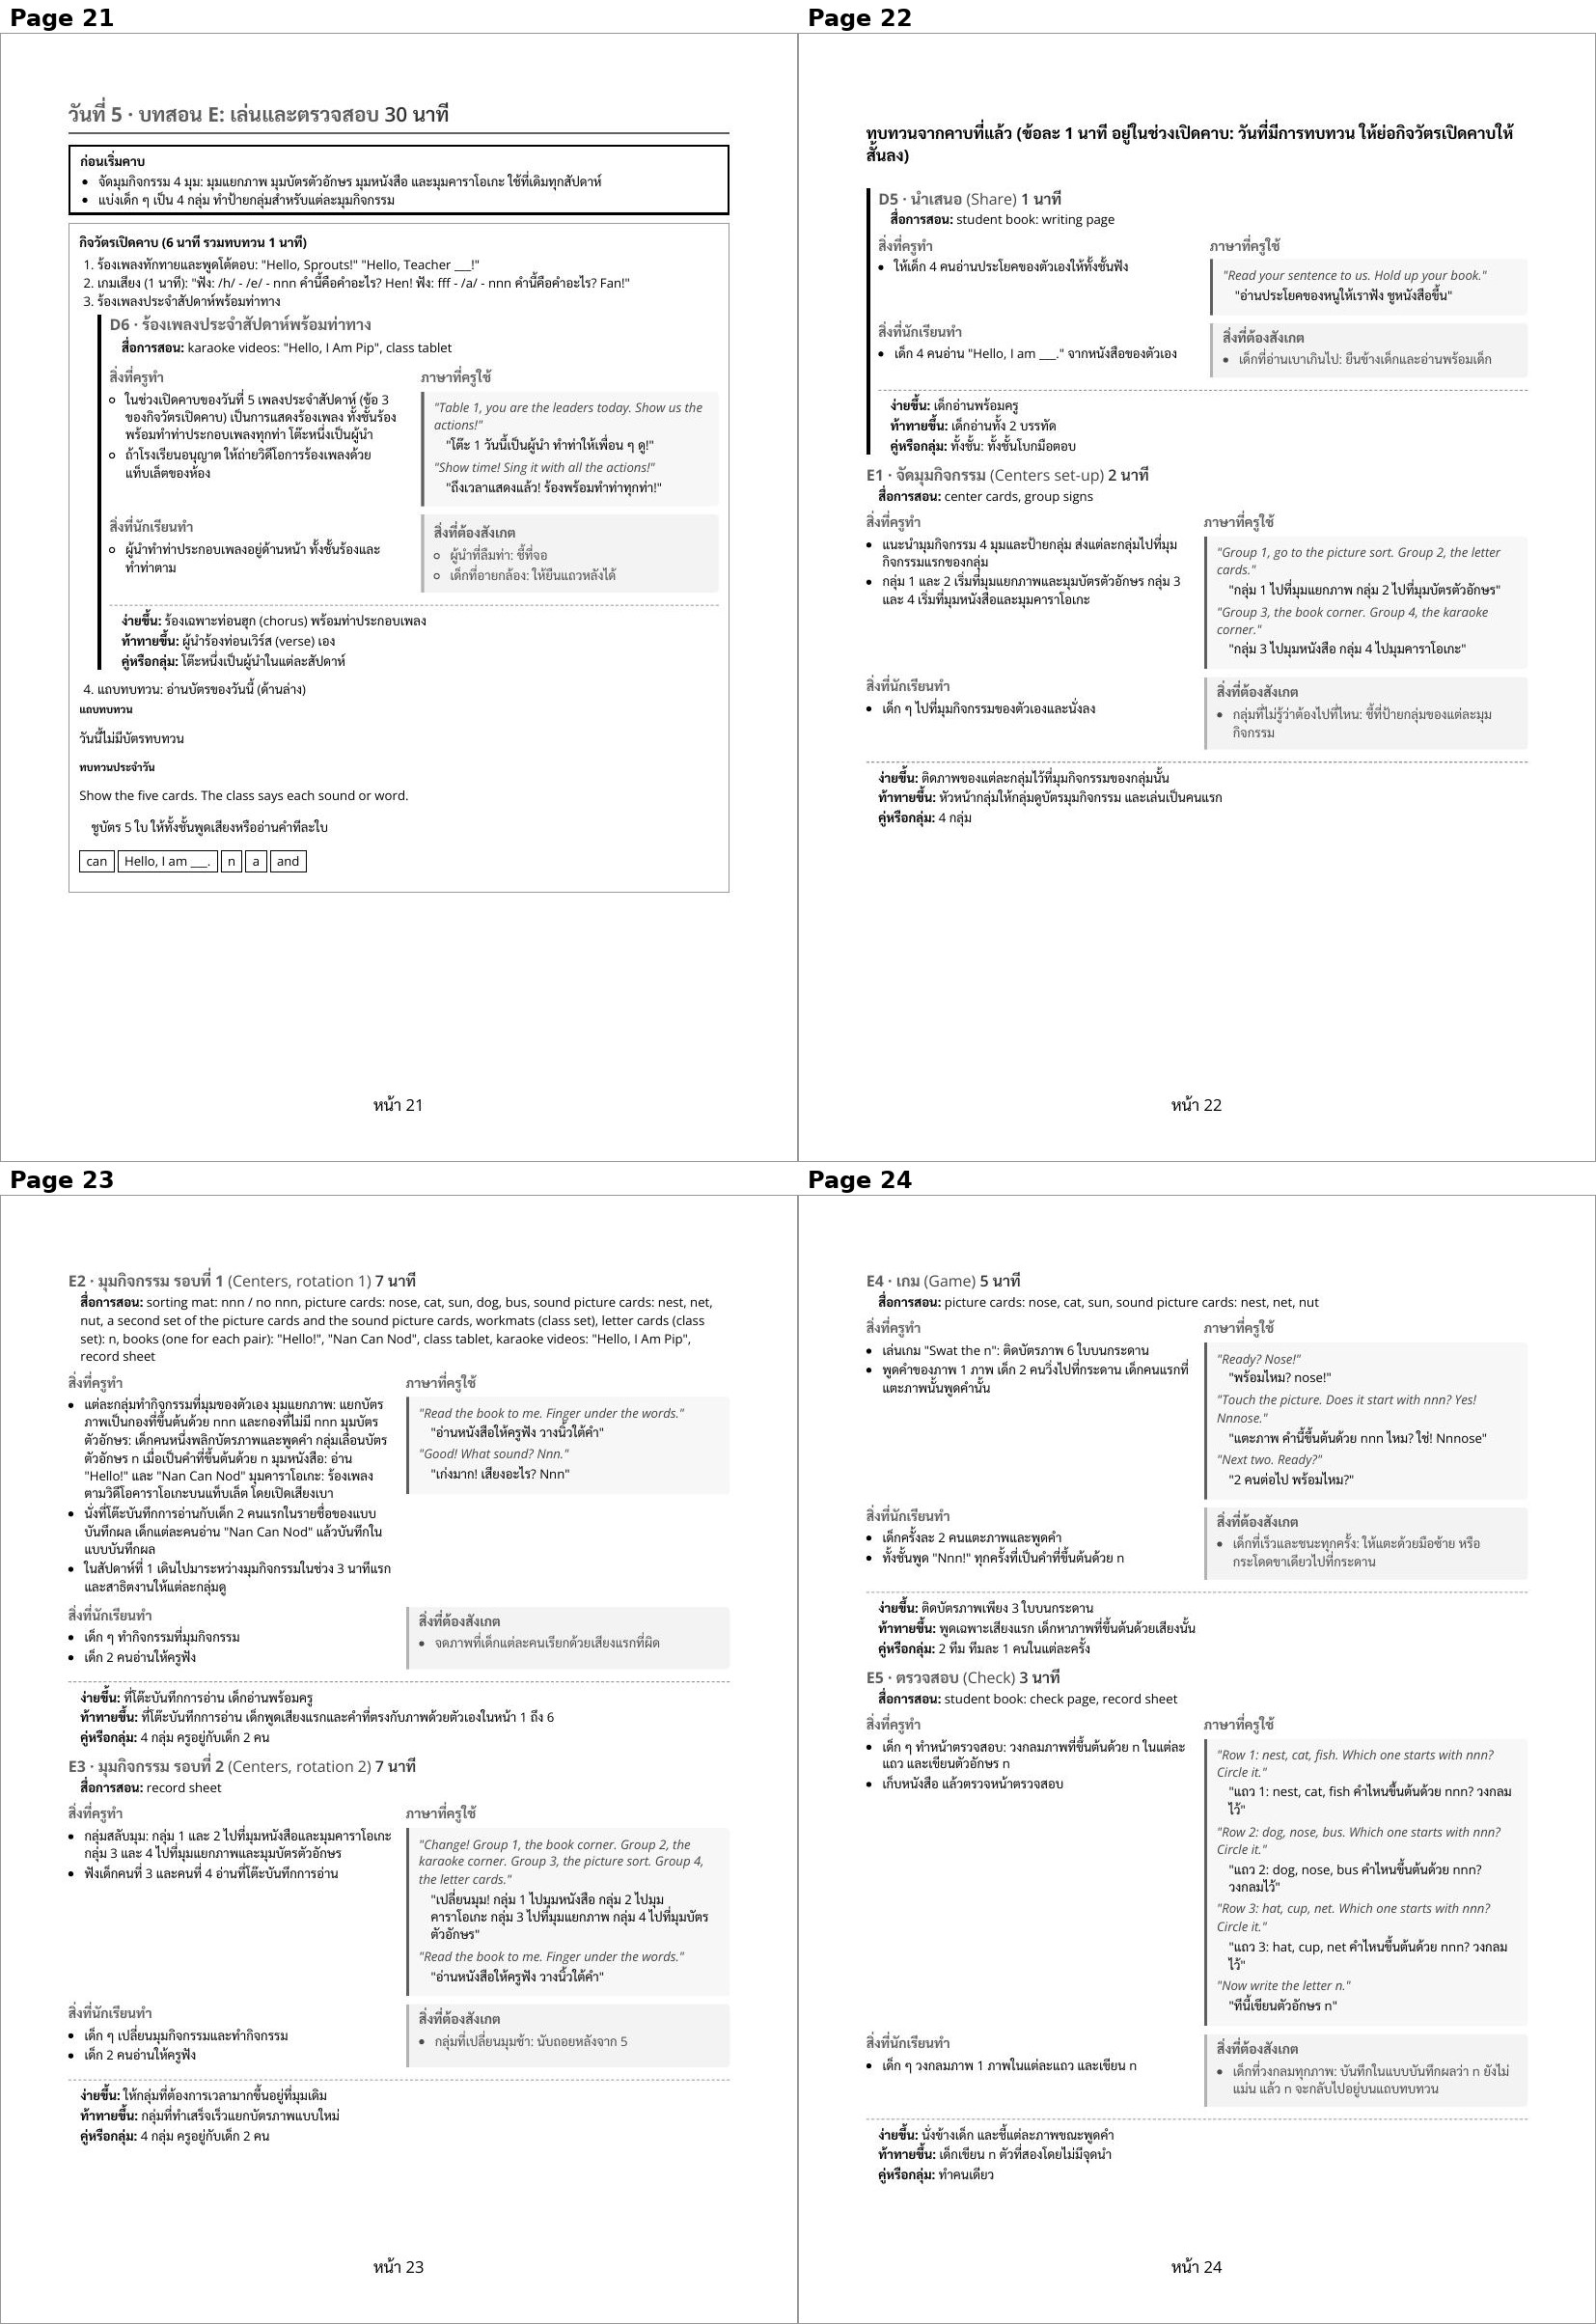 Page 21
วันที่ 5 · บทสอน E: เล่นและตรวจสอบ 30 นาที
ก่อนเริ่มคาบ
• จัดมุมกิจกรรม 4 มุม: มุมแยกภาพ มุมบัตรตัวอักษร มุมหนังสือ และมุมคาราโอเกะ ใช้ที่เดิมทุกสัปดาห์
• แบ่งเด็ก ๆ เป็น 4 กลุ่ม ทำป้ายกลุ่มสำหรับแต่ละมุมกิจกรรม
กิจวัตรเปิดคาบ (6 นาที รวมทบทวน 1 นาที)
1. ร้องเพลงทักทายและพูดโต้ตอบ: "Hello, Sprouts!" "Hello, Teacher ___!"
2. เกมเสียง (1 นาที): "ฟัง: /h/ - /e/ - nnn คำนี้คือคำอะไร? Hen! ฟัง: fff - /a/ - nnn คำนี้คือคำอะไร? Fan!"
3. ร้องเพลงประจำสัปดาห์พร้อมท่าทาง
D6 · ร้องเพลงประจำสัปดาห์พร้อมท่าทาง
สื่อการสอน: karaoke videos: "Hello, I Am Pip", class tablet
สิ่งที่ครูทำ
ในช่วงเปิดคาบของวันที่ 5 เพลงประจำสัปดาห์ (ข้อ 3
ของกิจวัตรเปิดคาบ) เป็นการแสดงร้องเพลง ทั้งชั้นร้อง
พร้อมทำท่าประกอบเพลงทุกท่า โต๊ะหนึ่งเป็นผู้นำ
ถ้าโรงเรียนอนุญาต ให้ถ่ายวิดีโอการร้องเพลงด้วย
แท็บเล็ตของห้อง
ภาษาที่ครูใช้
"Table 1, you are the leaders today. Show us the
actions!"
"โต๊ะ 1 วันนี้เป็นผู้นำ ทำท่าให้เพื่อน ๆ ดู!"
"Show time! Sing it with all the actions!"
"ถึงเวลาแสดงแล้ว! ร้องพร้อมทำท่าทุกท่า!"
สิ่งที่นักเรียนทำ
ผู้นำทำท่าประกอบเพลงอยู่ด้านหน้า ทั้งชั้นร้องและ
ทำท่าตาม
สิ่งที่ต้องสังเกต
ผู้นำที่ลืมท่า: ชี้ที่จอ
เด็กที่อายกล้อง: ให้ยืนแถวหลังได้
ง่ายขึ้น: ร้องเฉพาะท่อนฮุก (chorus) พร้อมท่าประกอบเพลง
ท้าทายขึ้น: ผู้นำร้องท่อนเวิร์ส (verse) เอง
คู่หรือกลุ่ม: โต๊ะหนึ่งเป็นผู้นำในแต่ละสัปดาห์
4. แถบทบทวน: อ่านบัตรของวันนี้ (ด้านล่าง)
แถบทบทวน
วันนี้ไม่มีบัตรทบทวน
ทบทวนประจำวัน
Show the five cards. The class says each sound or word.
ชูบัตร 5 ใบ ให้ทั้งชั้นพูดเสียงหรืออ่านคำทีละใบ
can Hello, I am ___. n a and
หน้า 21
Page 22
ทบทวนจากคาบที่แล้ว (ข้อละ 1 นาที อยู่ในช่วงเปิดคาบ: วันที่มีการทบทวน ให้ย่อกิจวัตรเปิดคาบให้
สั้นลง)
D5 · นำเสนอ (Share) 1 นาที
สื่อการสอน: student book: writing page
สิ่งที่ครูทำ
• ให้เด็ก 4 คนอ่านประโยคของตัวเองให้ทั้งชั้นฟัง
ภาษาที่ครูใช้
"Read your sentence to us. Hold up your book."
"อ่านประโยคของหนูให้เราฟัง ชูหนังสือขึ้น"
สิ่งที่นักเรียนทำ
• เด็ก 4 คนอ่าน "Hello, I am ___." จากหนังสือของตัวเอง
สิ่งที่ต้องสังเกต
• เด็กที่อ่านเบาเกินไป: ยืนข้างเด็กและอ่านพร้อมเด็ก
ง่ายขึ้น: เด็กอ่านพร้อมครู
ท้าทายขึ้น: เด็กอ่านทั้ง 2 บรรทัด
คู่หรือกลุ่ม: ทั้งชั้น: ทั้งชั้นโบกมือตอบ
E1 · จัดมุมกิจกรรม (Centers set-up) 2 นาที
สื่อการสอน: center cards, group signs
สิ่งที่ครูทำ
• แนะนำมุมกิจกรรม 4 มุมและป้ายกลุ่ม ส่งแต่ละกลุ่มไปที่มุม
กิจกรรมแรกของกลุ่ม
• กลุ่ม 1 และ 2 เริ่มที่มุมแยกภาพและมุมบัตรตัวอักษร กลุ่ม 3
และ 4 เริ่มที่มุมหนังสือและมุมคาราโอเกะ
ภาษาที่ครูใช้
"Group 1, go to the picture sort. Group 2, the letter
cards."
"กลุ่ม 1 ไปที่มุมแยกภาพ กลุ่ม 2 ไปที่มุมบัตรตัวอักษร"
"Group 3, the book corner. Group 4, the karaoke
corner."
"กลุ่ม 3 ไปมุมหนังสือ กลุ่ม 4 ไปมุมคาราโอเกะ"
สิ่งที่นักเรียนทำ
• เด็ก ๆ ไปที่มุมกิจกรรมของตัวเองและนั่งลง
สิ่งที่ต้องสังเกต
• กลุ่มที่ไม่รู้ว่าต้องไปที่ไหน: ชี้ที่ป้ายกลุ่มของแต่ละมุม
กิจกรรม
ง่ายขึ้น: ติดภาพของแต่ละกลุ่มไว้ที่มุมกิจกรรมของกลุ่มนั้น
ท้าทายขึ้น: หัวหน้ากลุ่มให้กลุ่มดูบัตรมุมกิจกรรม และเล่นเป็นคนแรก
คู่หรือกลุ่ม: 4 กลุ่ม
หน้า 22
Page 23
E2 · มุมกิจกรรม รอบที่ 1 (Centers, rotation 1) 7 นาที
สื่อการสอน: sorting mat: nnn / no nnn, picture cards: nose, cat, sun, dog, bus, sound picture cards: nest, net,
nut, a second set of the picture cards and the sound picture cards, workmats (class set), letter cards (class
set): n, books (one for each pair): "Hello!", "Nan Can Nod", class tablet, karaoke videos: "Hello, I Am Pip",
record sheet
สิ่งที่ครูทำ
• แต่ละกลุ่มทำกิจกรรมที่มุมของตัวเอง มุมแยกภาพ: แยกบัตร
ภาพเป็นกองที่ขึ้นต้นด้วย nnn และกองที่ไม่มี nnn มุมบัตร
ตัวอักษร: เด็กคนหนึ่งพลิกบัตรภาพและพูดคำ กลุ่มเลื่อนบัตร
ตัวอักษร n เมื่อเป็นคำที่ขึ้นต้นด้วย n มุมหนังสือ: อ่าน
"Hello!" และ "Nan Can Nod" มุมคาราโอเกะ: ร้องเพลง
ตามวิดีโอคาราโอเกะบนแท็บเล็ต โดยเปิดเสียงเบา
• นั่งที่โต๊ะบันทึกการอ่านกับเด็ก 2 คนแรกในรายชื่อของแบบ
บันทึกผล เด็กแต่ละคนอ่าน "Nan Can Nod" แล้วบันทึกใน
แบบบันทึกผล
• ในสัปดาห์ที่ 1 เดินไปมาระหว่างมุมกิจกรรมในช่วง 3 นาทีแรก
และสาธิตงานให้แต่ละกลุ่มดู
ภาษาที่ครูใช้
"Read the book to me. Finger under the words."
"อ่านหนังสือให้ครูฟัง วางนิ้วใต้คำ"
"Good! What sound? Nnn."
"เก่งมาก! เสียงอะไร? Nnn"
สิ่งที่นักเรียนทำ
• เด็ก ๆ ทำกิจกรรมที่มุมกิจกรรม
• เด็ก 2 คนอ่านให้ครูฟัง
สิ่งที่ต้องสังเกต
• จดภาพที่เด็กแต่ละคนเรียกด้วยเสียงแรกที่ผิด
ง่ายขึ้น: ที่โต๊ะบันทึกการอ่าน เด็กอ่านพร้อมครู
ท้าทายขึ้น: ที่โต๊ะบันทึกการอ่าน เด็กพูดเสียงแรกและคำที่ตรงกับภาพด้วยตัวเองในหน้า 1 ถึง 6
คู่หรือกลุ่ม: 4 กลุ่ม ครูอยู่กับเด็ก 2 คน
E3 · มุมกิจกรรม รอบที่ 2 (Centers, rotation 2) 7 นาที
สื่อการสอน: record sheet
สิ่งที่ครูทำ
• กลุ่มสลับมุม: กลุ่ม 1 และ 2 ไปที่มุมหนังสือและมุมคาราโอเกะ
กลุ่ม 3 และ 4 ไปที่มุมแยกภาพและมุมบัตรตัวอักษร
• ฟังเด็กคนที่ 3 และคนที่ 4 อ่านที่โต๊ะบันทึกการอ่าน
ภาษาที่ครูใช้
"Change! Group 1, the book corner. Group 2, the
karaoke corner. Group 3, the picture sort. Group 4,
the letter cards."
"เปลี่ยนมุม! กลุ่ม 1 ไปมุมหนังสือ กลุ่ม 2 ไปมุม
คาราโอเกะ กลุ่ม 3 ไปที่มุมแยกภาพ กลุ่ม 4 ไปที่มุมบัตร
ตัวอักษร"
"Read the book to me. Finger under the words."
"อ่านหนังสือให้ครูฟัง วางนิ้วใต้คำ"
สิ่งที่นักเรียนทำ
• เด็ก ๆ เปลี่ยนมุมกิจกรรมและทำกิจกรรม
• เด็ก 2 คนอ่านให้ครูฟัง
สิ่งที่ต้องสังเกต
• กลุ่มที่เปลี่ยนมุมช้า: นับถอยหลังจาก 5
ง่ายขึ้น: ให้กลุ่มที่ต้องการเวลามากขึ้นอยู่ที่มุมเดิม
ท้าทายขึ้น: กลุ่มที่ทำเสร็จเร็วแยกบัตรภาพแบบใหม่
คู่หรือกลุ่ม: 4 กลุ่ม ครูอยู่กับเด็ก 2 คน
หน้า 23
Page 24
E4 · เกม (Game) 5 นาที
สื่อการสอน: picture cards: nose, cat, sun, sound picture cards: nest, net, nut
สิ่งที่ครูทำ
• เล่นเกม "Swat the n": ติดบัตรภาพ 6 ใบบนกระดาน
• พูดคำของภาพ 1 ภาพ เด็ก 2 คนวิ่งไปที่กระดาน เด็กคนแรกที่
แตะภาพนั้นพูดคำนั้น
ภาษาที่ครูใช้
"Ready? Nose!"
"พร้อมไหม? nose!"
"Touch the picture. Does it start with nnn? Yes!
Nnnose."
"แตะภาพ คำนี้ขึ้นต้นด้วย nnn ไหม? ใช่! Nnnose"
"Next two. Ready?"
"2 คนต่อไป พร้อมไหม?"
สิ่งที่นักเรียนทำ
• เด็กครั้งละ 2 คนแตะภาพและพูดคำ
• ทั้งชั้นพูด "Nnn!" ทุกครั้งที่เป็นคำที่ขึ้นต้นด้วย n
สิ่งที่ต้องสังเกต
• เด็กที่เร็วและชนะทุกครั้ง: ให้แตะด้วยมือซ้าย หรือ
กระโดดขาเดียวไปที่กระดาน
ง่ายขึ้น: ติดบัตรภาพเพียง 3 ใบบนกระดาน
ท้าทายขึ้น: พูดเฉพาะเสียงแรก เด็กหาภาพที่ขึ้นต้นด้วยเสียงนั้น
คู่หรือกลุ่ม: 2 ทีม ทีมละ 1 คนในแต่ละครั้ง
E5 · ตรวจสอบ (Check) 3 นาที
สื่อการสอน: student book: check page, record sheet
สิ่งที่ครูทำ
• เด็ก ๆ ทำหน้าตรวจสอบ: วงกลมภาพที่ขึ้นต้นด้วย n ในแต่ละ
แถว และเขียนตัวอักษร n
• เก็บหนังสือ แล้วตรวจหน้าตรวจสอบ
ภาษาที่ครูใช้
"Row 1: nest, cat, fish. Which one starts with nnn?
Circle it."
"แถว 1: nest, cat, fish คำไหนขึ้นต้นด้วย nnn? วงกลม
ไว้"
"Row 2: dog, nose, bus. Which one starts with nnn?
Circle it."
"แถว 2: dog, nose, bus คำไหนขึ้นต้นด้วย nnn?
วงกลมไว้"
"Row 3: hat, cup, net. Which one starts with nnn?
Circle it."
"แถว 3: hat, cup, net คำไหนขึ้นต้นด้วย nnn? วงกลม
ไว้"
"Now write the letter n."
"ทีนี้เขียนตัวอักษร n"
สิ่งที่นักเรียนทำ
• เด็ก ๆ วงกลมภาพ 1 ภาพในแต่ละแถว และเขียน n
สิ่งที่ต้องสังเกต
• เด็กที่วงกลมทุกภาพ: บันทึกในแบบบันทึกผลว่า n ยังไม่
แม่น แล้ว n จะกลับไปอยู่บนแถบทบทวน
ง่ายขึ้น: นั่งข้างเด็ก และชี้แต่ละภาพขณะพูดคำ
ท้าทายขึ้น: เด็กเขียน n ตัวที่สองโดยไม่มีจุดนำ
คู่หรือกลุ่ม: ทำคนเดียว
หน้า 24